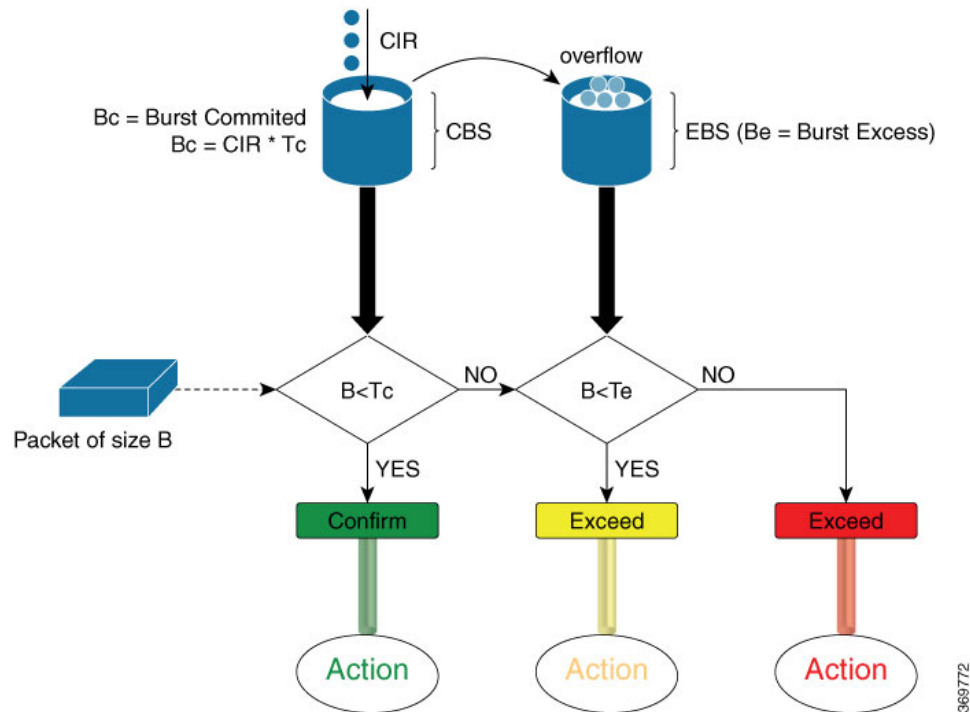 CIR
overflow
Bc = Burst Commited
Bc = CIR * Tc
CBS
EBS (Be = Burst Excess)
B<Tc
NO
B<Te
NO
Packet of size B
YES
YES
Confirm
Exceed
Exceed
Action
Action
Action
369772